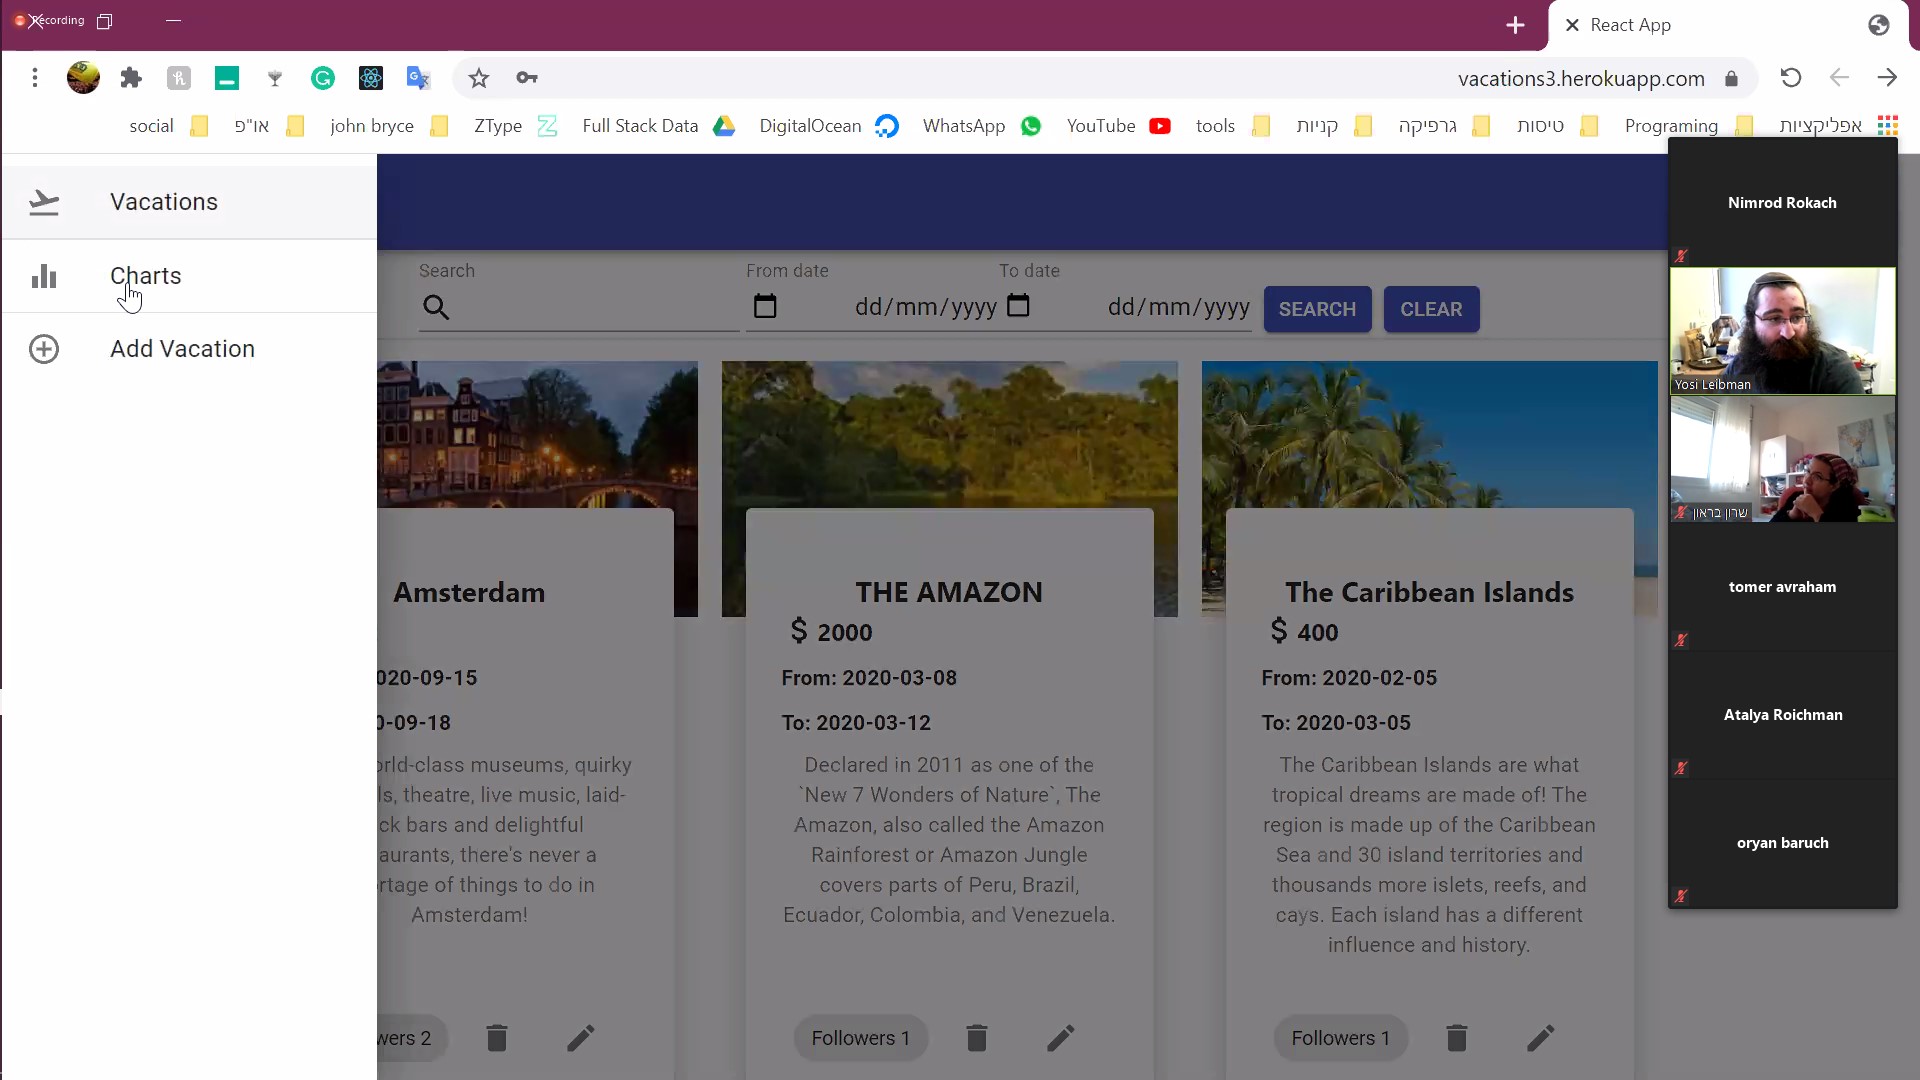 Recording
React App
vacations3.herokuapp.com
social
או"פ
john bryce
ZType
Full Stack Data
DigitalOcean
WhatsApp
YouTube
tools
קניות
גרפיקה
טיסות
Programing
אפליקציות
Vacations
Charts
Add Vacation
Search
From date
To date
dd/mm/yyyy
dd/mm/yyyy
SEARCH
CLEAR
Amsterdam
020-09-15
0-09-18
orld-class museums, quirky
ls, theatre, live music, laid-
ck bars and delightful
aurants, there's never a
rtage of things to do in
Amsterdam!
wers 2
THE AMAZON
$ 2000
From: 2020-03-08
To: 2020-03-12
Declared in 2011 as one of the
`New 7 Wonders of Nature`, The
Amazon, also called the Amazon
Rainforest or Amazon Jungle
covers parts of Peru, Brazil,
Ecuador, Colombia, and Venezuela.
Followers 1
The Caribbean Islands
$ 400
From: 2020-02-05
To: 2020-03-05
The Caribbean Islands are what
tropical dreams are made of! The
region is made up of the Caribbean
Sea and 30 island territories and
thousands more islets, reefs, and
cays. Each island has a different
influence and history.
Followers 1
Nimrod Rokach
Yosi Leibman
שרון בראון
tomer avraham
Atalya Roichman
oryan baruch